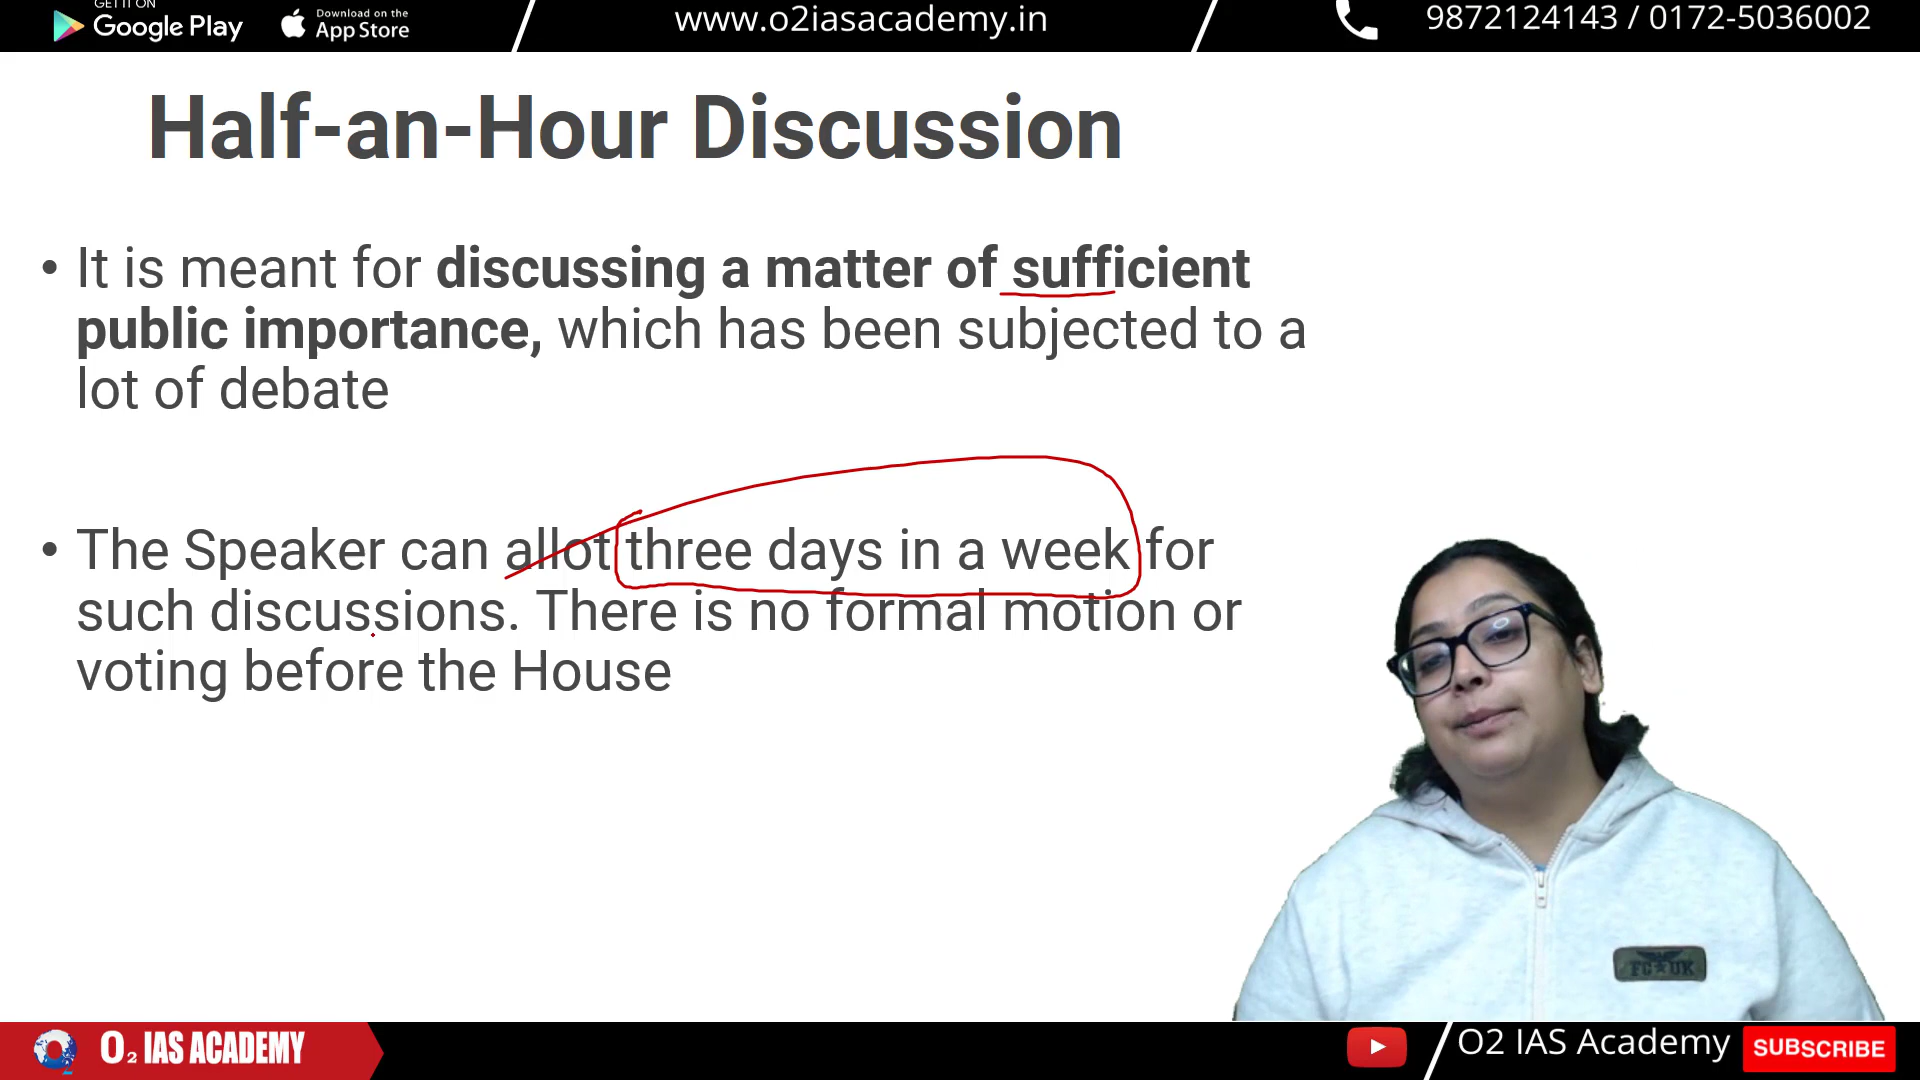 GET IT ON
Google Play
Download on the
App Store
www.o2iasacademy.in
9872124143 / 0172-5036002
Half-an-Hour Discussion
• It is meant for discussing a matter of sufficient
public importance, which has been subjected to a
lot of debate
• The Speaker can allot three days in a week for
such discussions. There is no formal motion or
voting before the House
FC★UK
O2 IAS ACADEMY
O2 IAS Academy
SUBSCRIBE